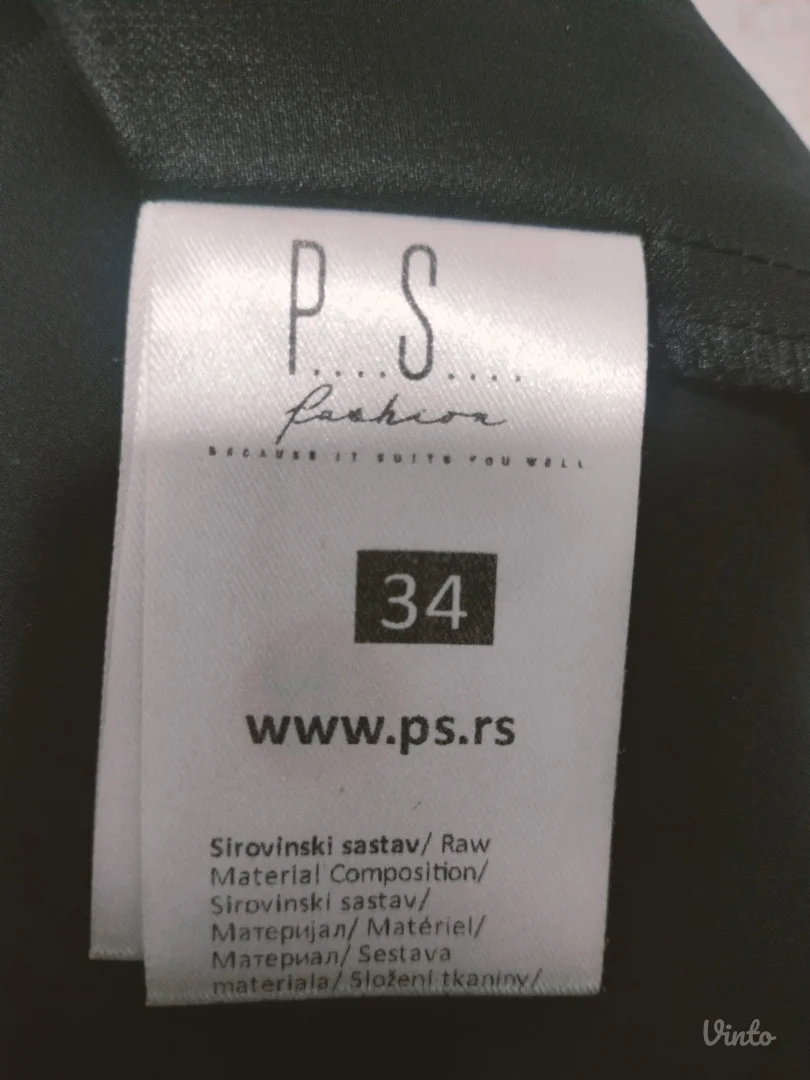 P....S....
fashion
BECAUSE IT SUITS YOU WELL
34
www.ps.rs
Sirovinski sastav/ Raw
Material Composition/
Sirovinski sastav/
Материјал/ Matériel/
Материал/ Sestava
materiala/ Složení tkaniny/
Vinto